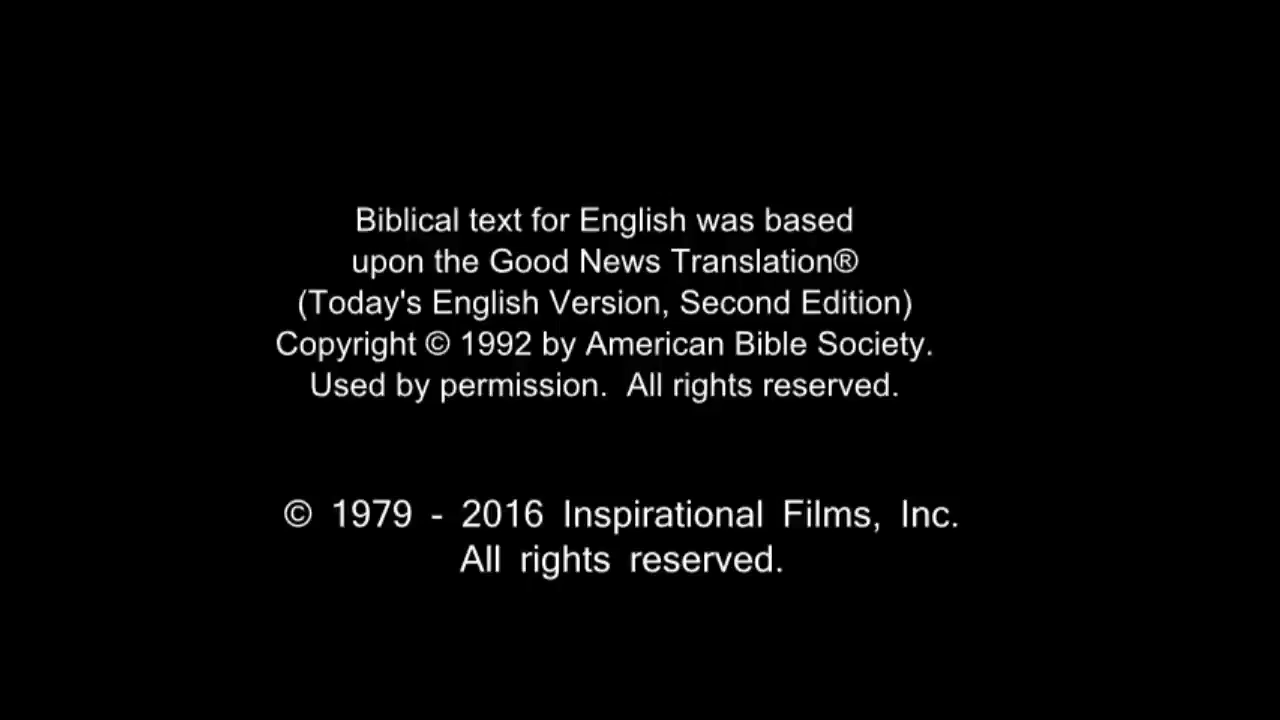 Biblical text for English was based
upon the Good News Translation®
(Today's English Version, Second Edition)
Copyright © 1992 by American Bible Society.
Used by permission.  All rights reserved.
© 1979 - 2016 Inspirational Films, Inc.
All rights reserved.